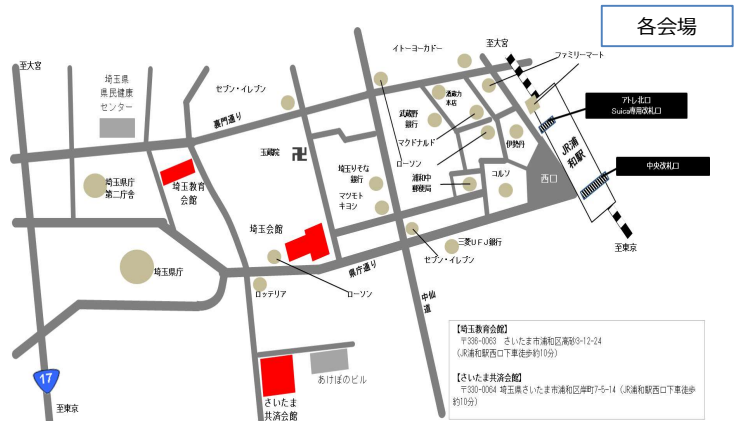 各会場
至大宮
埼玉県
県民健康
センター
セブン・イレブン
イトーヨーカドー
至大宮
ファミリーマート
裏門通り
酒蔵力
本店
武蔵野
銀行
マクドナルド
ローソン
伊勢丹
アトレ北口
Suica専用改札口
JR浦
和駅
中央改札口
玉蔵院
埼玉りそな
銀行
マツモト
キヨシ
浦和中
郵便局
コルソ
西口
埼玉県庁
第二庁舎
埼玉教育
会館
埼玉会館
三菱UFJ銀行
セブン・イレブン
至東京
埼玉県庁
県庁通り
ロッテリア
ローソン
中仙
道
17
至東京
さいたま
共済会館
あけぼのビル
【埼玉教育会館】
〒336-0063 さいたま市浦和区高砂3-12-24
(JR浦和駅西口下車徒歩約10分)
【さいたま共済会館】
〒330-0064 埼玉県さいたま市浦和区岸町7-5-14 (JR浦和駅西口下車徒歩
約10分)